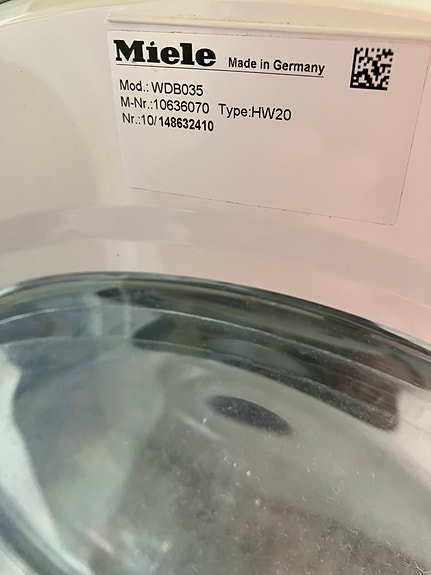 Miele Made in Germany
Mod.: WDB035
M-Nr.:10636070 Type:HW20
Nr.:10/148632410